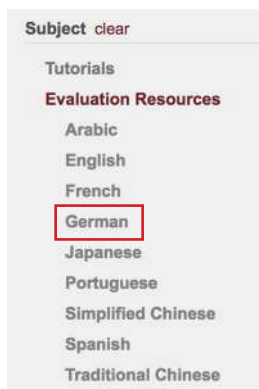 Subject clear
Tutorials
Evaluation Resources
Arabic
English
French
German
Japanese
Portuguese
Simplified Chinese
Spanish
Traditional Chinese